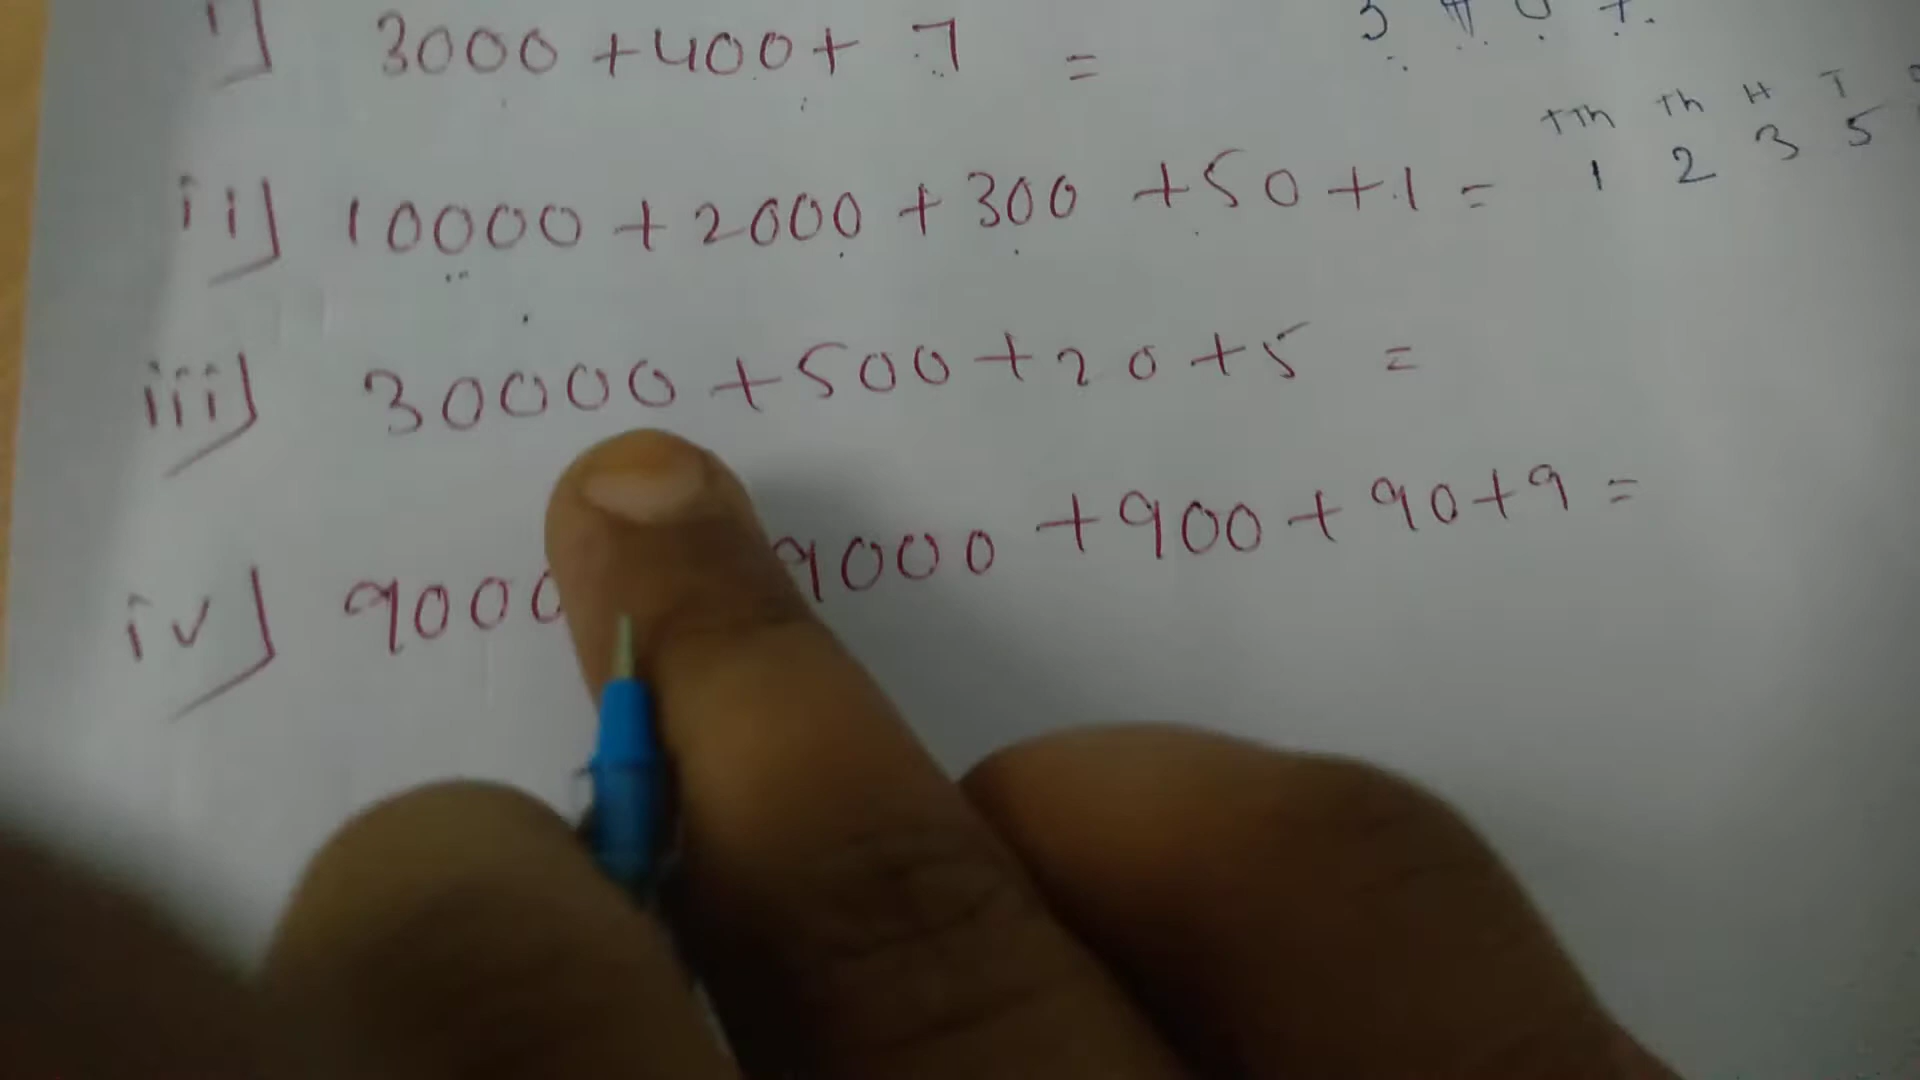 i] 3000 + 400 + 7 =
TTh Th H T
ii] 10000 + 2000 + 300 + 50 + 1 = 1 2 3 5
iii] 30000 + 500 + 20 + 5 =
iv] 9000 9000 + 900 + 90 + 9 =